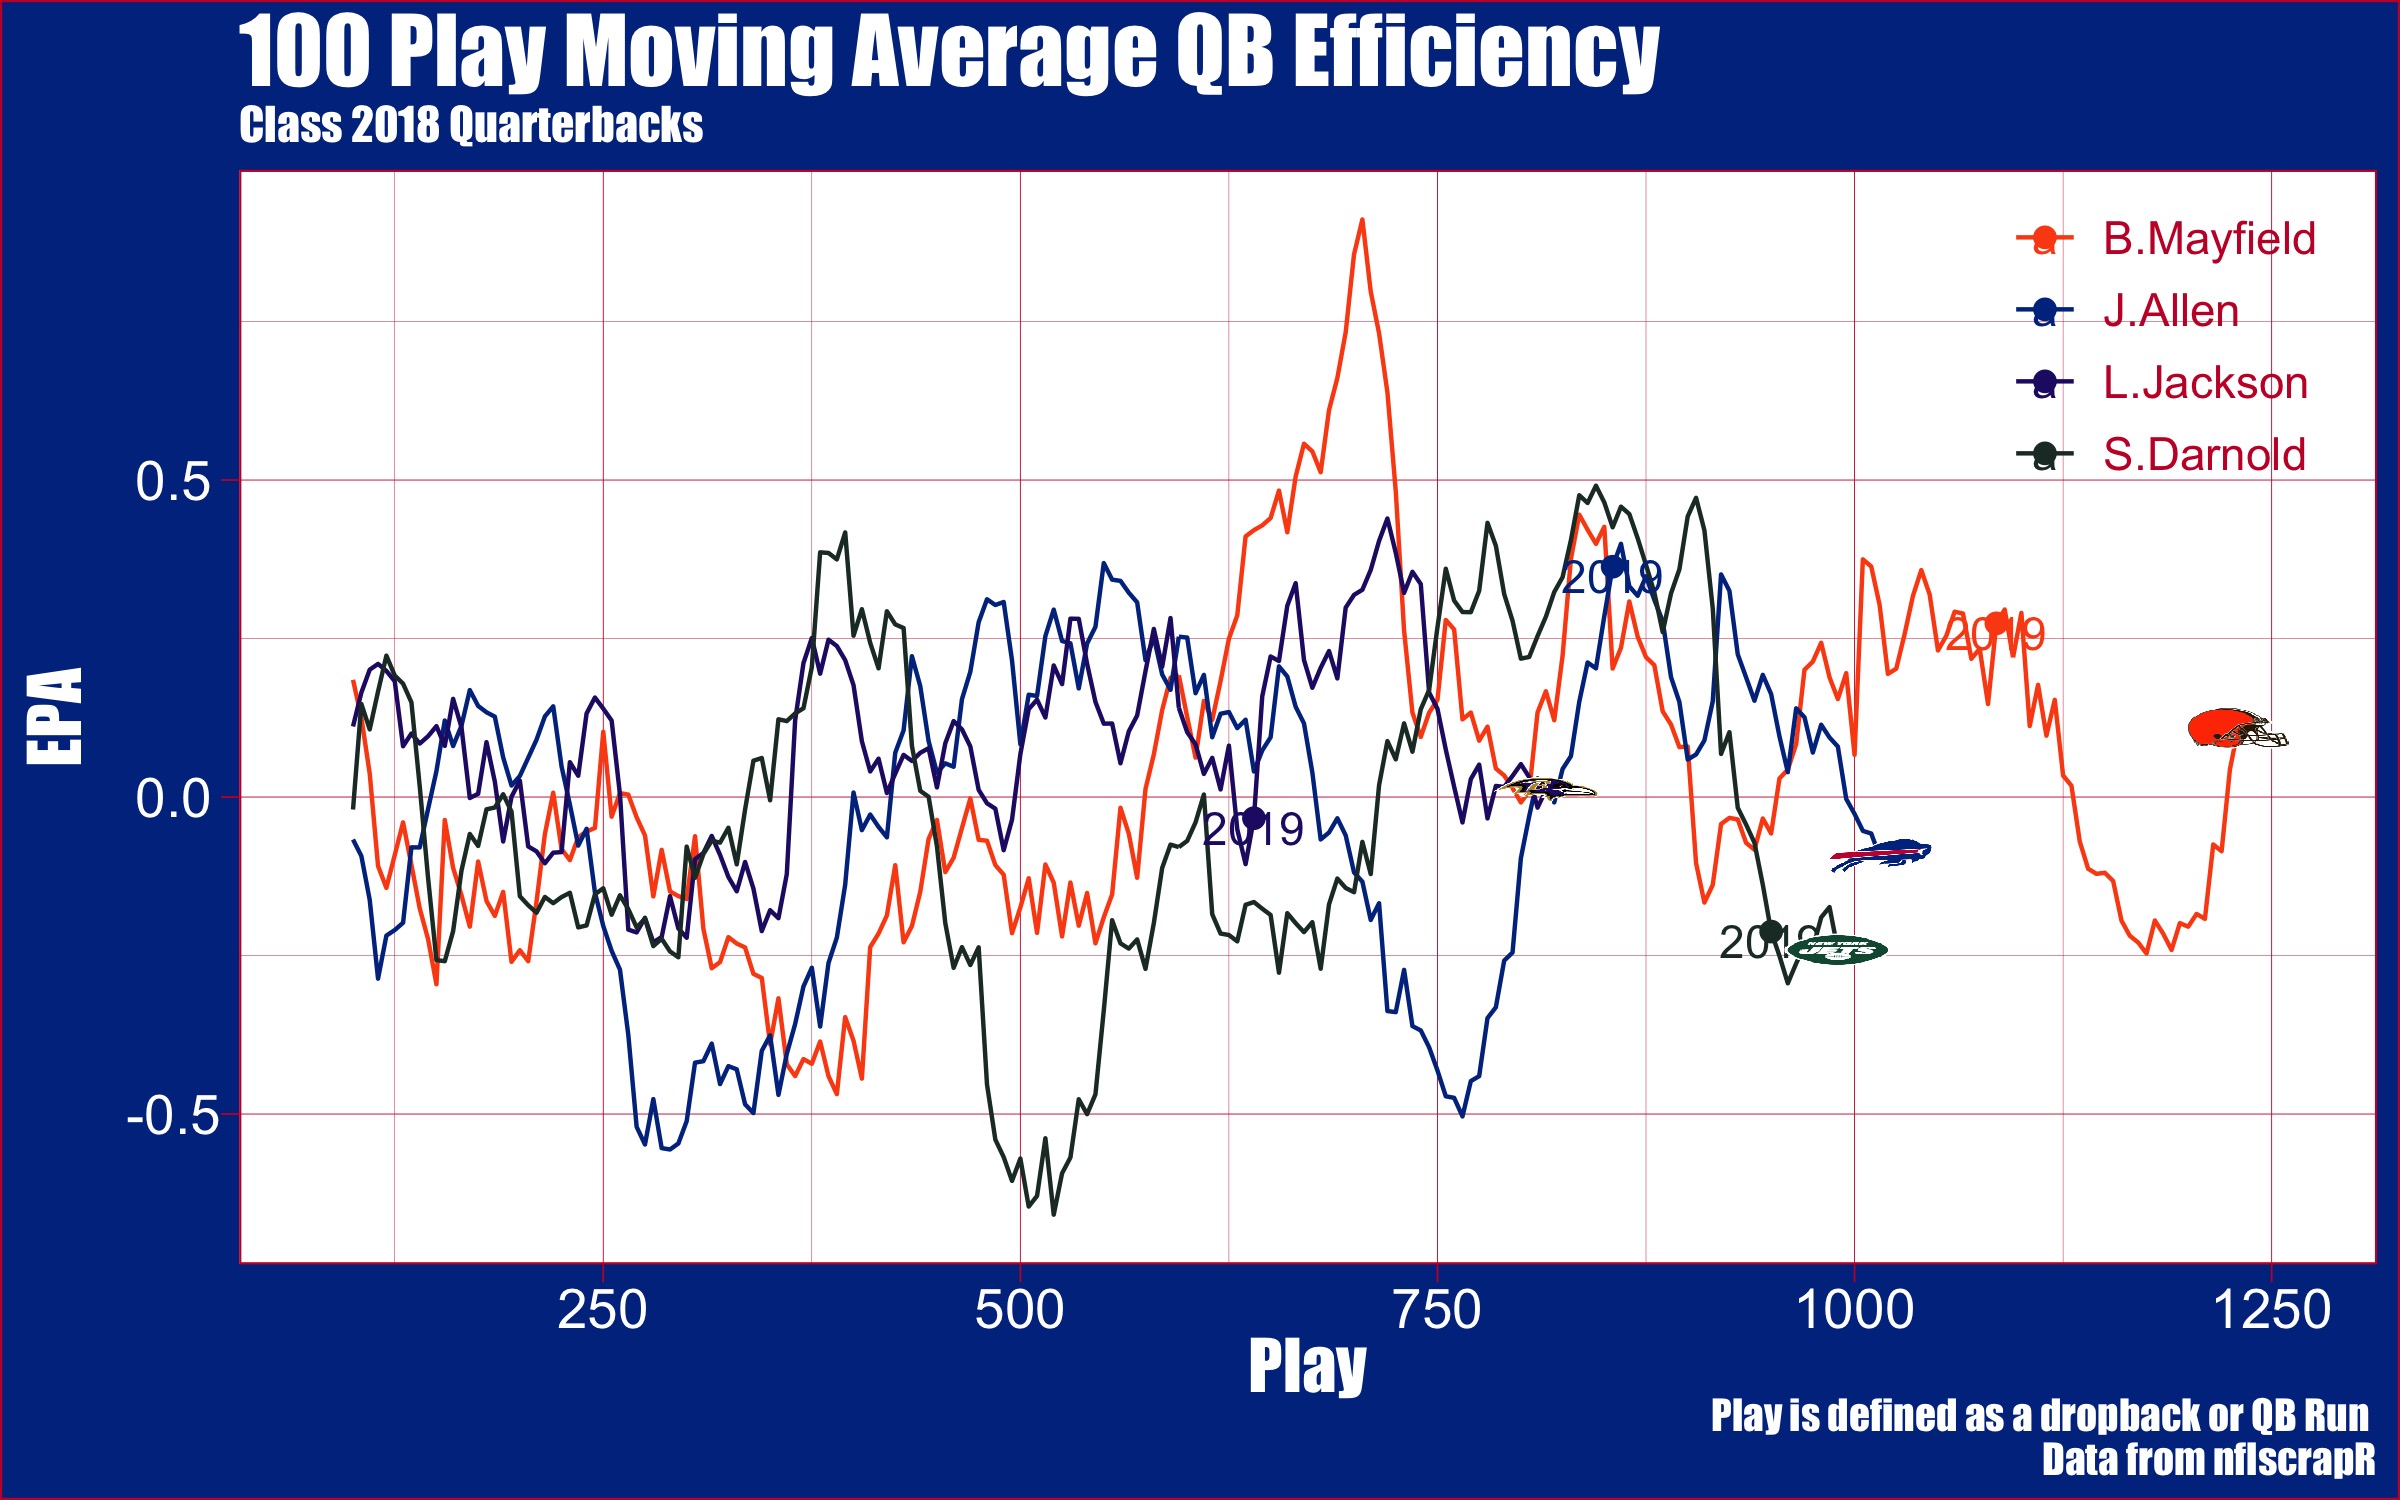 100 Play Moving Average QB Efficiency
Class 2018 Quarterbacks
a B.Mayfield
a J.Allen
a L.Jackson
a S.Darnold
0.5
0.0
-0.5
EPA
2019
2019
2019
2019
JETS
250 500 750 1000 1250
Play
Play is defined as a dropback or QB Run
Data from nflscrapR